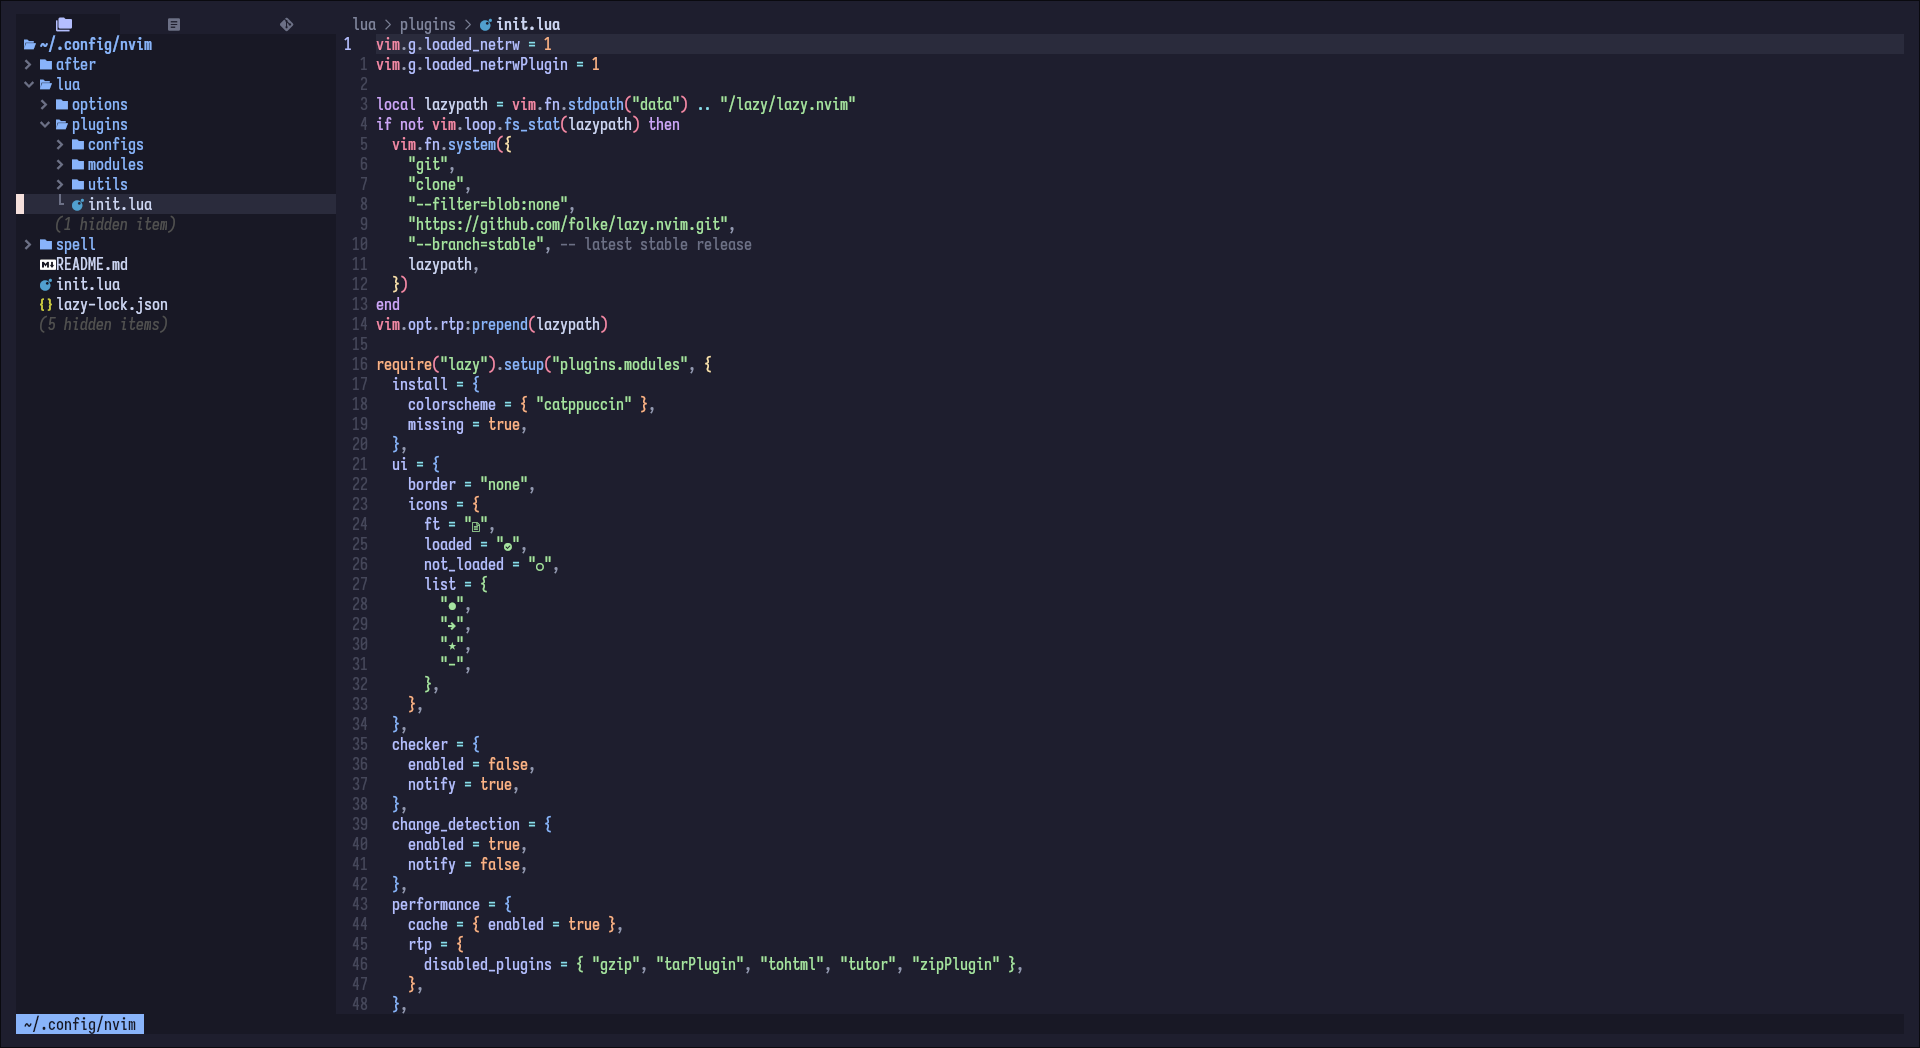 ~/.config/nvim
after
lua
options
plugins
configs
modules
utils
init.lua
(1 hidden item)
spell
README.md
init.lua
{} lazy-lock.json
(5 hidden items)
~/.config/nvim
lua > plugins > init.lua
1 vim.g.loaded_netrw = 1
1 vim.g.loaded_netrwPlugin = 1
2
3 local lazypath = vim.fn.stdpath("data") .. "/lazy/lazy.nvim"
4 if not vim.loop.fs_stat(lazypath) then
5   vim.fn.system({
6     "git",
7     "clone",
8     "--filter=blob:none",
9     "https://github.com/folke/lazy.nvim.git",
10     "--branch=stable", -- latest stable release
11     lazypath,
12   })
13 end
14 vim.opt.rtp:prepend(lazypath)
15
16 require("lazy").setup("plugins.modules", {
17   install = {
18     colorscheme = { "catppuccin" },
19     missing = true,
20   },
21   ui = {
22     border = "none",
23     icons = {
24       ft = "",
25       loaded = "",
26       not_loaded = "",
27       list = {
28         "●",
29         "➜",
30         "★",
31         "‒",
32       },
33     },
34   },
35   checker = {
36     enabled = false,
37     notify = true,
38   },
39   change_detection = {
40     enabled = true,
41     notify = false,
42   },
43   performance = {
44     cache = { enabled = true },
45     rtp = {
46       disabled_plugins = { "gzip", "tarPlugin", "tohtml", "tutor", "zipPlugin" },
47     },
48   },